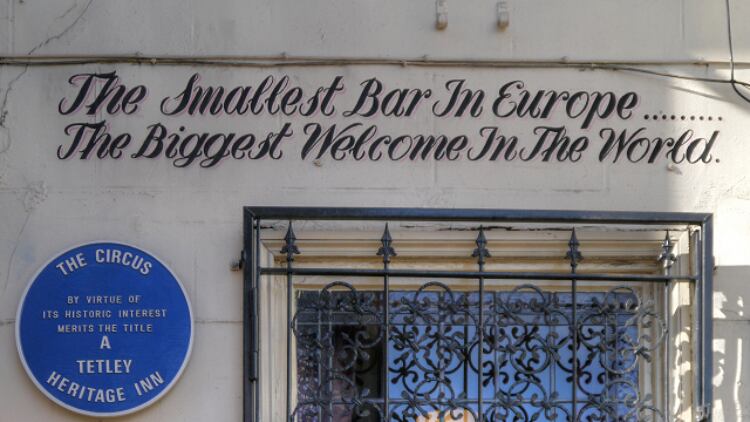 The Smallest Bar In Europe.........
The Biggest Welcome In The World.
THE CIRCUS
BY VIRTUE OF
ITS HISTORIC INTEREST
MERITS THE TITLE
A
TETLEY
HERITAGE INN